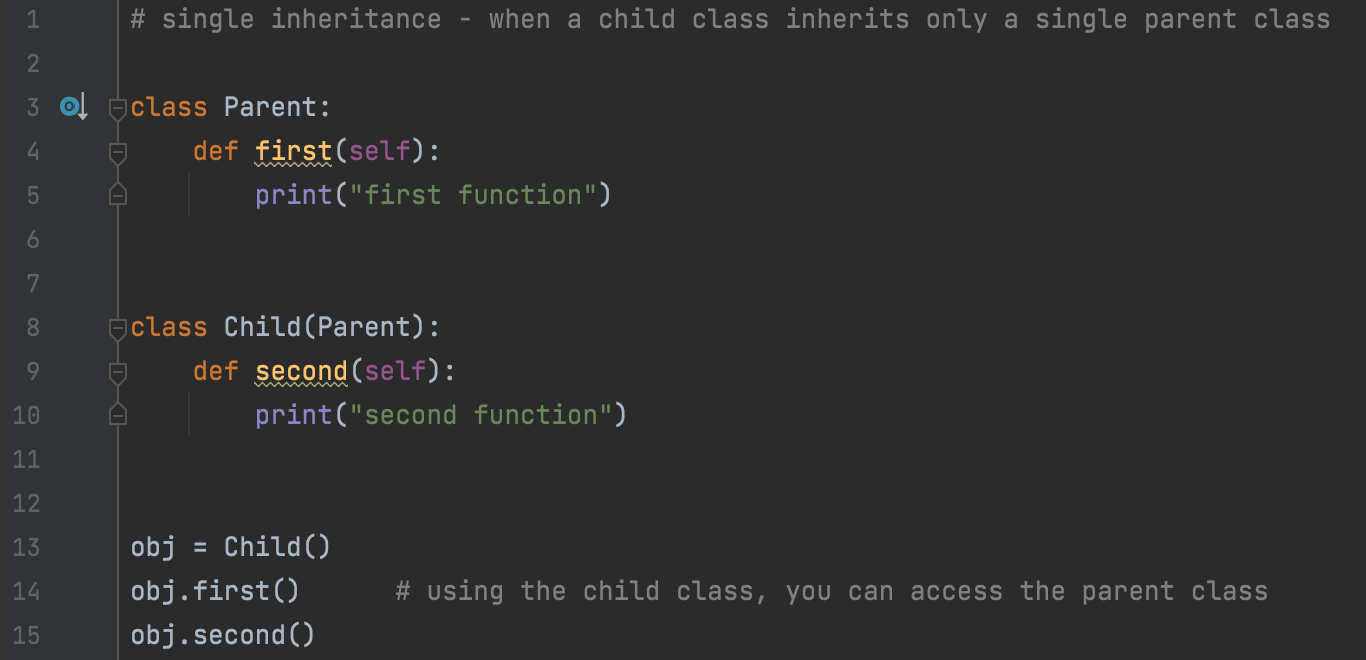 1 # single inheritance - when a child class inherits only a single parent class
2
3 class Parent:
4     def first(self):
5         print("first function")
6
7
8 class Child(Parent):
9     def second(self):
10         print("second function")
11
12
13 obj = Child()
14 obj.first()      # using the child class, you can access the parent class
15 obj.second()